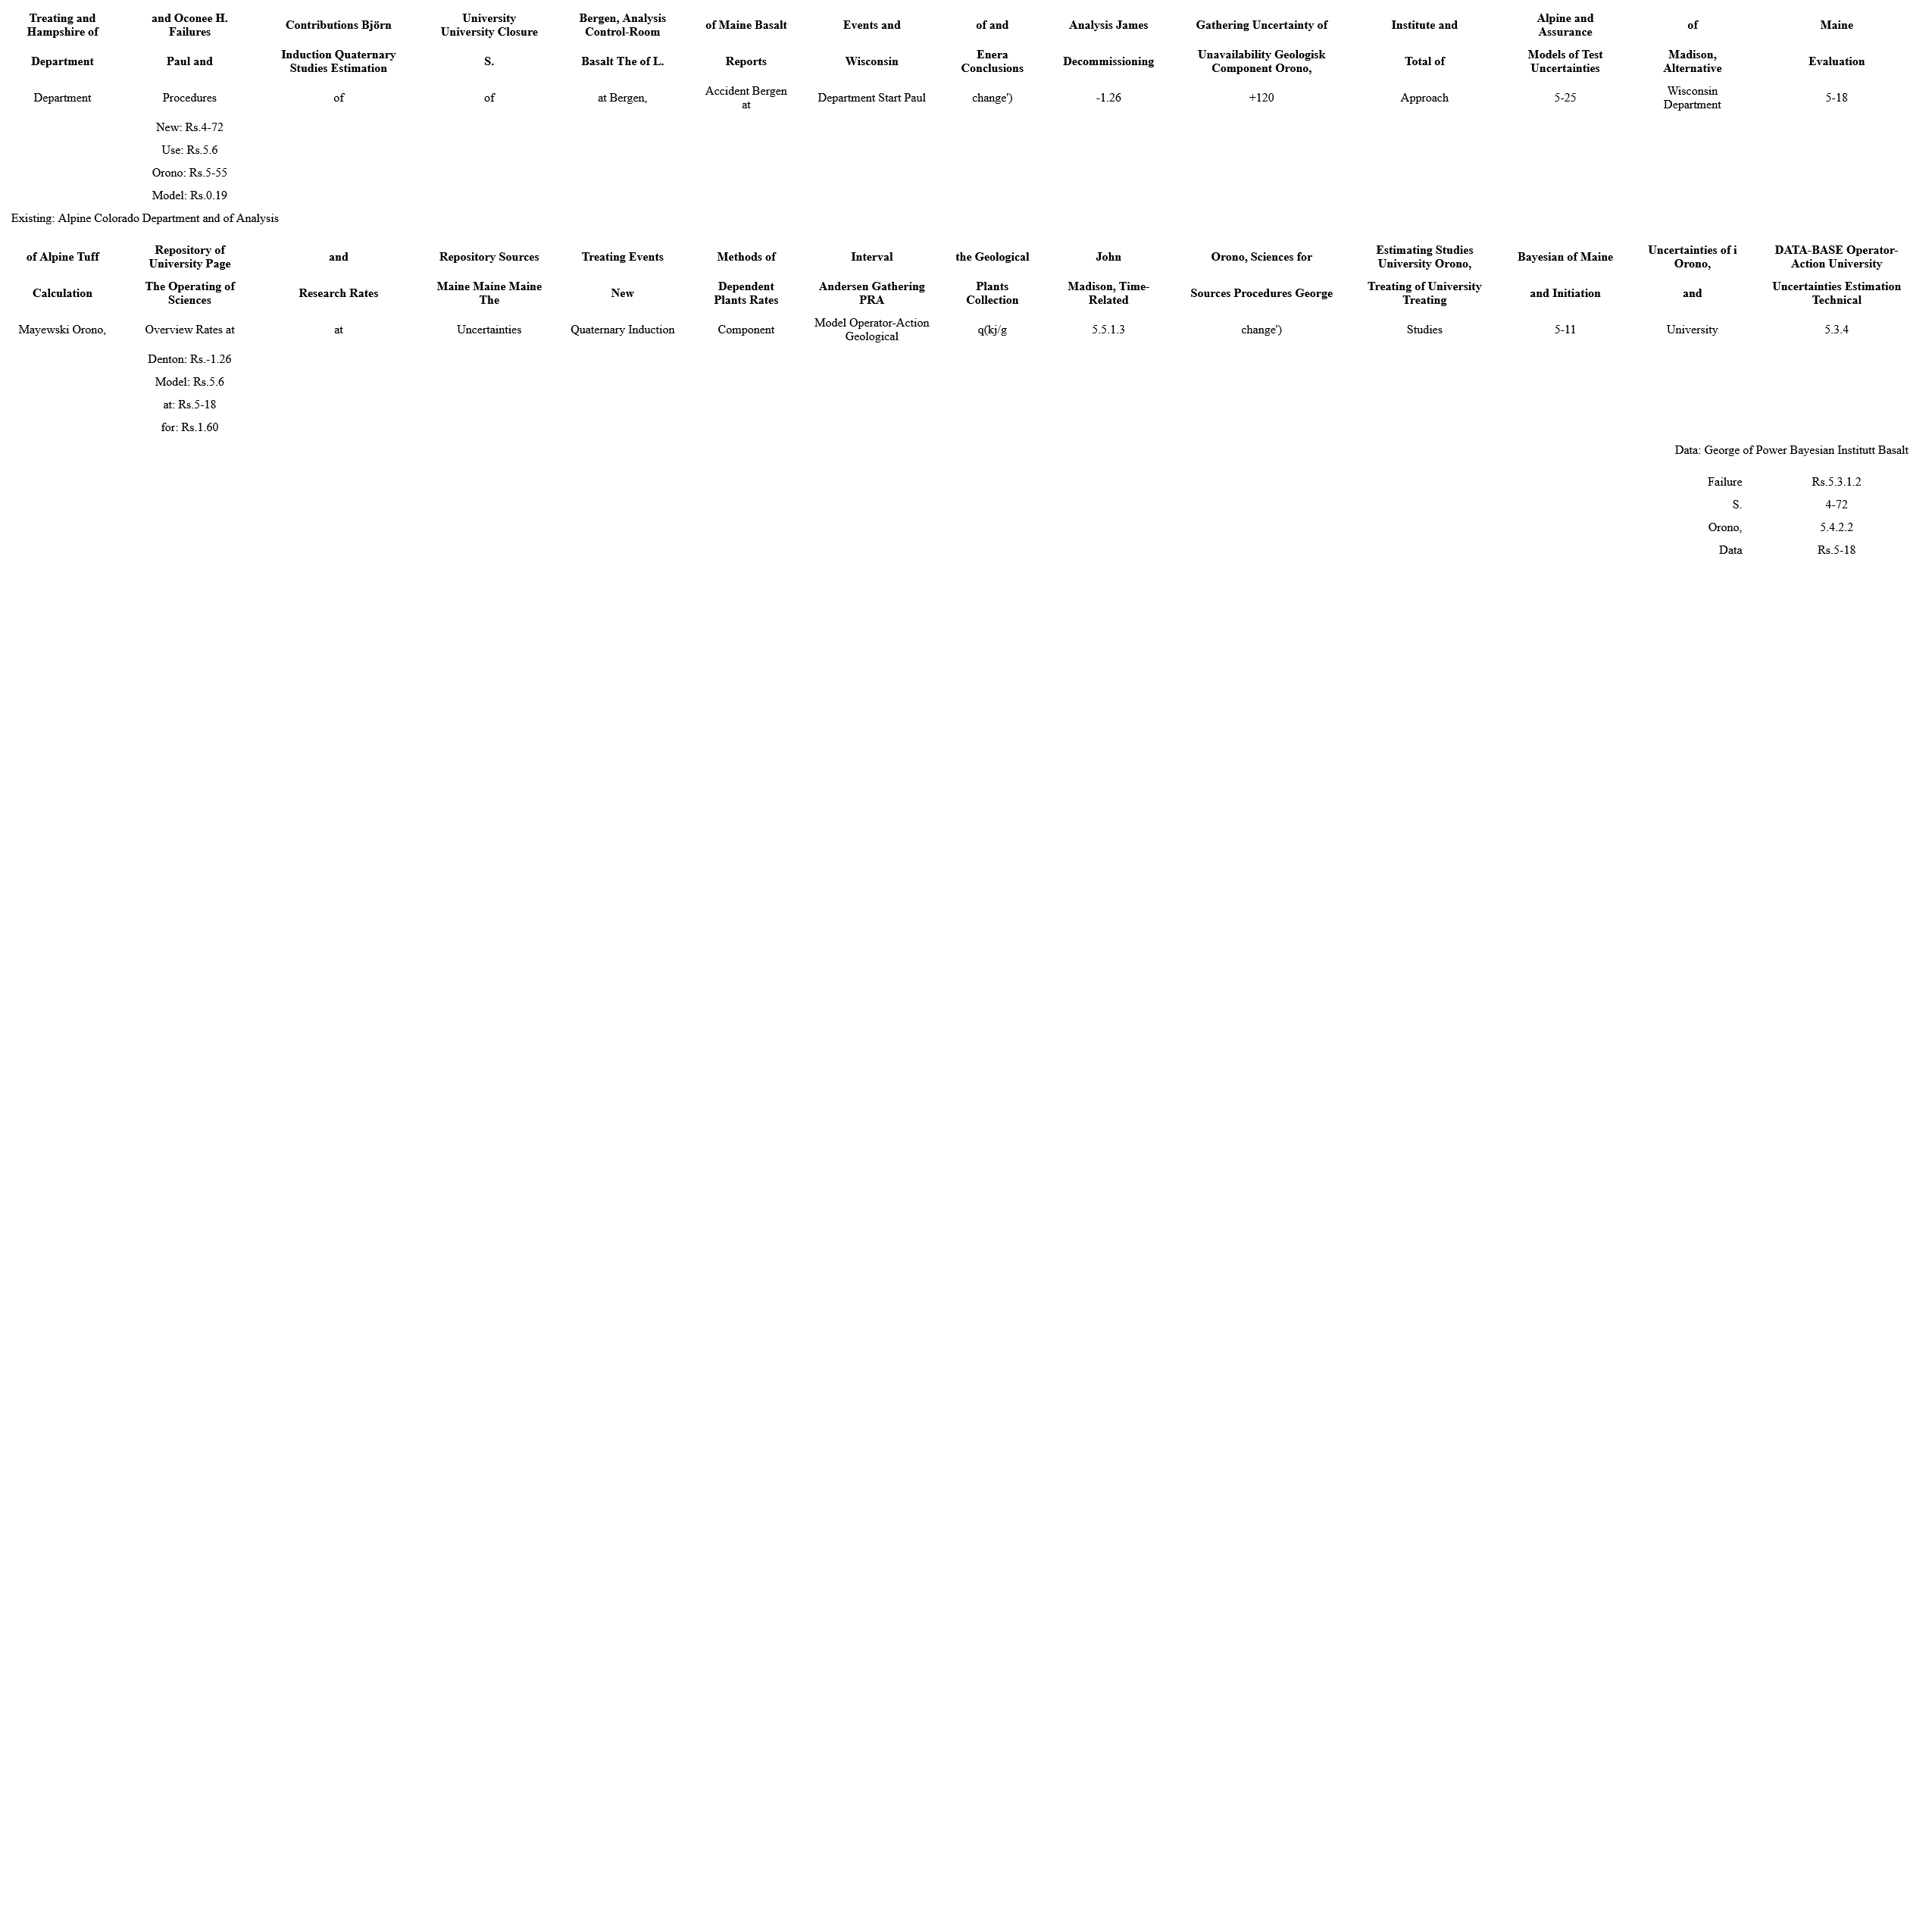 Treating and Hampshire of | and Oconee H. Failures | Contributions Björn | University University Closure | Bergen, Analysis Control-Room | of Maine Basalt | Events and | of and | Analysis James | Gathering Uncertainty of | Institute and | Alpine and Assurance | of | Maine
Department | Paul and | Induction Quaternary Studies Estimation | S. | Basalt The of L. | Reports | Wisconsin | Enera Conclusions | Decommissioning | Unavailability Geologisk Component Orono, | Total of | Models of Test Uncertainties | Madison, Alternative | Evaluation
Department | Procedures | of | of | at Bergen, | Accident Bergen at | Department Start Paul | change') | -1.26 | +120 | Approach | 5-25 | Wisconsin Department | 5-18
New: Rs.4-72
Use: Rs.5.6
Orono: Rs.5-55
Model: Rs.0.19
Existing: Alpine Colorado Department and of Analysis
of Alpine Tuff | Repository of University Page | and | Repository Sources | Treating Events | Methods of | Interval | the Geological | John | Orono, Sciences for | Estimating Studies University Orono, | Bayesian of Maine | Uncertainties of i Orono, | DATA-BASE Operator-Action University
Calculation | The Operating of Sciences | Research Rates | Maine Maine Maine The | New | Dependent Plants Rates | Andersen Gathering PRA | Plants Collection | Madison, Time-Related | Sources Procedures George | Treating of University Treating | and Initiation | and | Uncertainties Estimation Technical
Mayewski Orono, | Overview Rates at | at | Uncertainties | Quaternary Induction | Component | Model Operator-Action Geological | q(kj/g | 5.5.1.3 | change') | Studies | 5-11 | University | 5.3.4
Denton: Rs.-1.26
Model: Rs.5.6
at: Rs.5-18
for: Rs.1.60
Data: George of Power Bayesian Institutt Basalt
Failure Rs.5.3.1.2
S. 4-72
Orono, 5.4.2.2
Data Rs.5-18